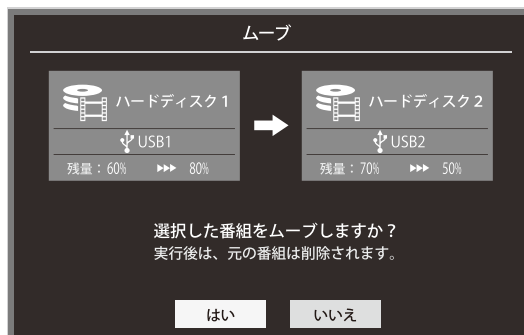 ムーブ
ハードディスク1
USB1
残量：60% ▸▸▸ 80%
ハードディスク2
USB2
残量：70% ▸▸▸ 50%
選択した番組をムーブしますか？
実行後は、元の番組は削除されます。
はい
いいえ